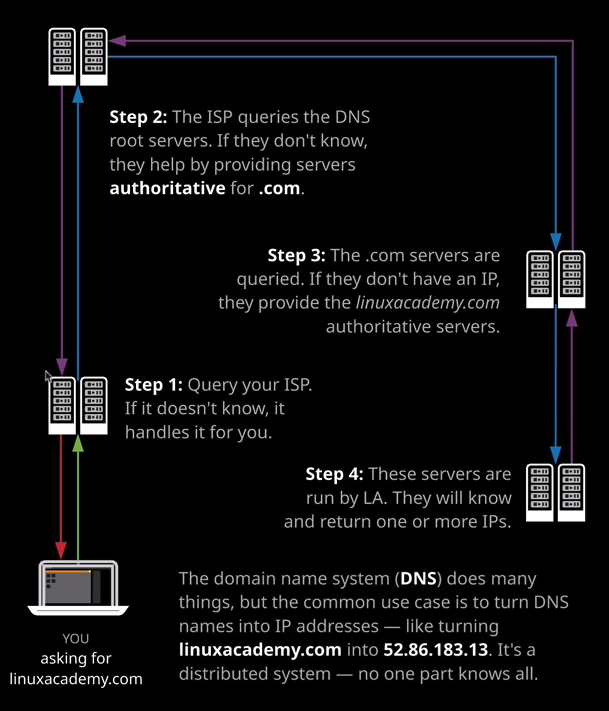 Step 2: The ISP queries the DNS
root servers. If they don't know,
they help by providing servers
authoritative for .com.
Step 3: The .com servers are
queried. If they don't have an IP,
they provide the linuxacademy.com
authoritative servers.
Step 1: Query your ISP.
If it doesn't know, it
handles it for you.
Step 4: These servers are
run by LA. They will know
and return one or more IPs.
The domain name system (DNS) does many
things, but the common use case is to turn DNS
names into IP addresses — like turning
linuxacademy.com into 52.86.183.13. It's a
distributed system — no one part knows all.
YOU
asking for
linuxacademy.com